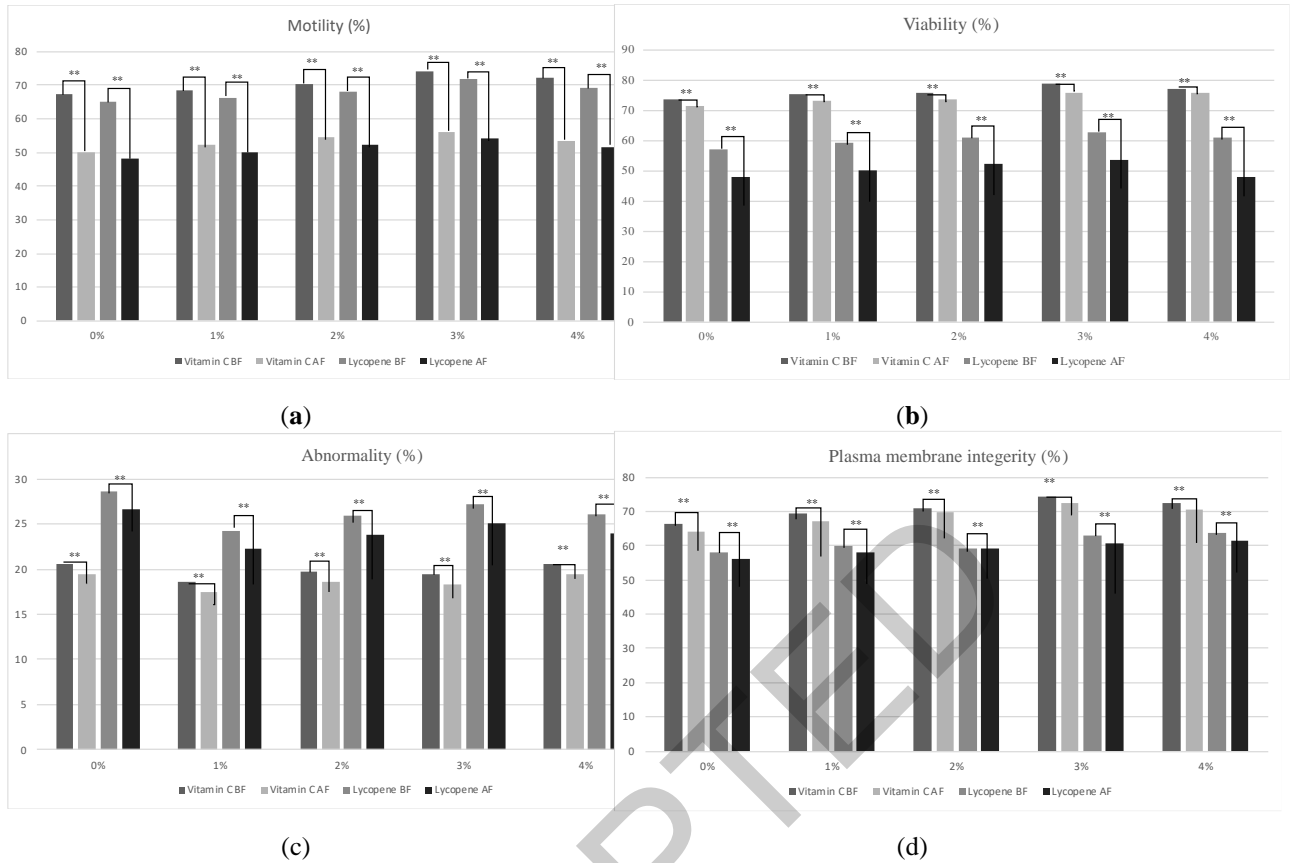 Motility (%)
80
70
60
50
40
30
20
10
0
** ** ** ** ** ** ** ** ** **
0% 1% 2% 3% 4%
Vitamin C BF Vitamin C AF Lycopene BF Lycopene AF
(a)
Viability (%)
90
80
70
60
50
40
30
20
10
0
** ** ** ** ** ** ** ** ** **
0% 1% 2% 3% 4%
Vitamin C BF Vitamin C AF Lycopene BF Lycopene AF
(b)
Abnormality (%)
30
25
20
15
10
5
0
** ** ** ** ** ** ** ** ** **
0% 1% 2% 3% 4%
Vitamin C BF Vitamin C AF Lycopene BF Lycopene AF
(c)
Plasma membrane integerity (%)
80
70
60
50
40
30
20
10
0
** ** ** ** ** ** ** ** ** **
0% 1% 2% 3% 4%
Vitamin C BF Vitamin C AF Lycopene BF Lycopene AF
(d)
PTED